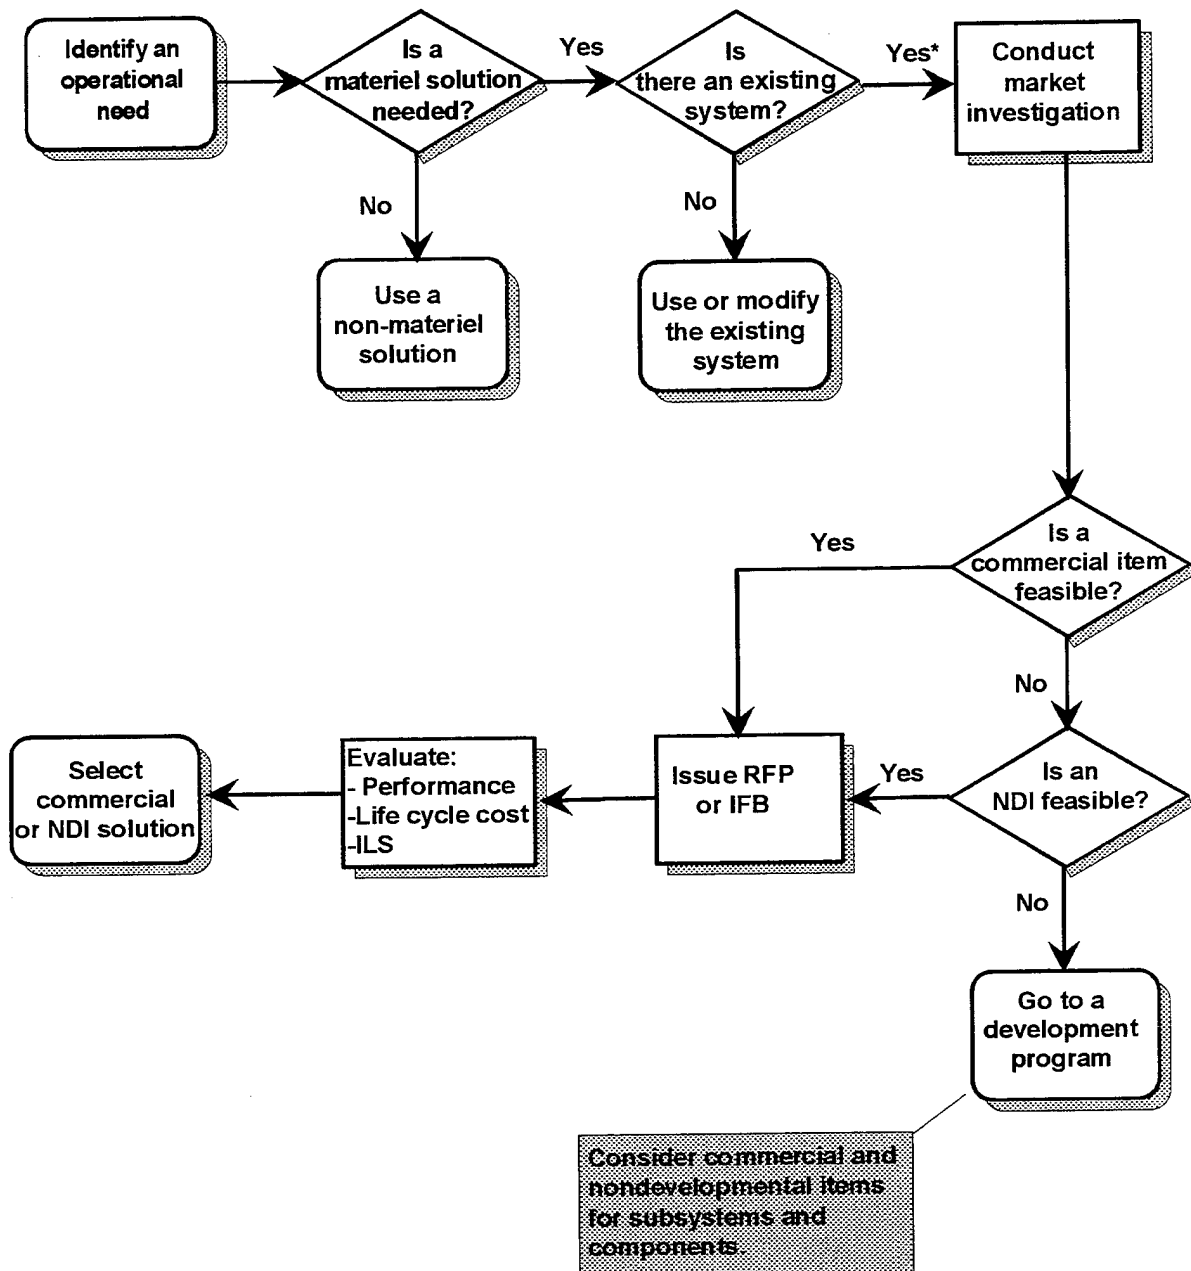 Identify an
operational
need
Is a
materiel solution
needed?
Yes
Is
there an existing
system?
Yes*
Conduct
market
investigation
No
Use a
non-materiel
solution
No
Use or modify
the existing
system
Is a
commercial item
feasible?
Yes
No
Is an
NDI feasible?
Yes
Issue RFP
or IFB
Evaluate:
- Performance
-Life cycle cost
-ILS
Select
commercial
or NDI solution
No
Go to a
development
program
Consider commercial and
nondevelopmental items
for subsystems and
components.